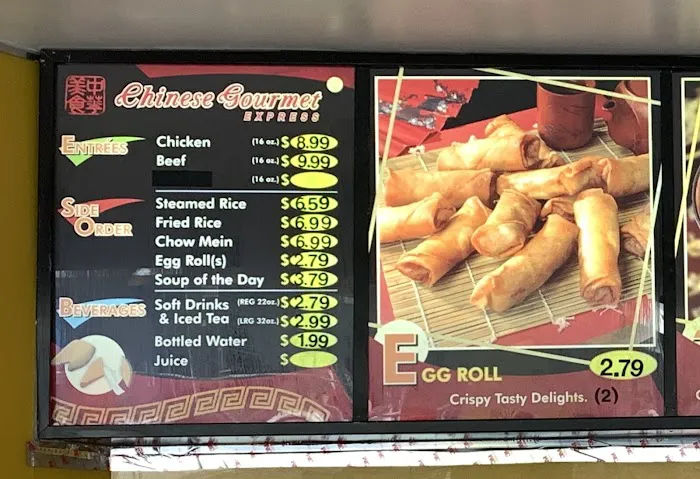 中華
美食
Chinese Gourmet
EXPRESS
ENTRÉES
Chicken (16 oz.) $8.99
Beef (16 oz.) $9.99
(16 oz.) $
SIDE ORDER
Steamed Rice $6.59
Fried Rice $6.99
Chow Mein $6.99
Egg Roll(s) $2.79
Soup of the Day $3.79
BEVERAGES
Soft Drinks (REG 22oz.) $2.79
& Iced Tea (LRG 32oz.) $2.99
Bottled Water $1.99
Juice $
EGG ROLL 2.79
Crispy Tasty Delights. (2)